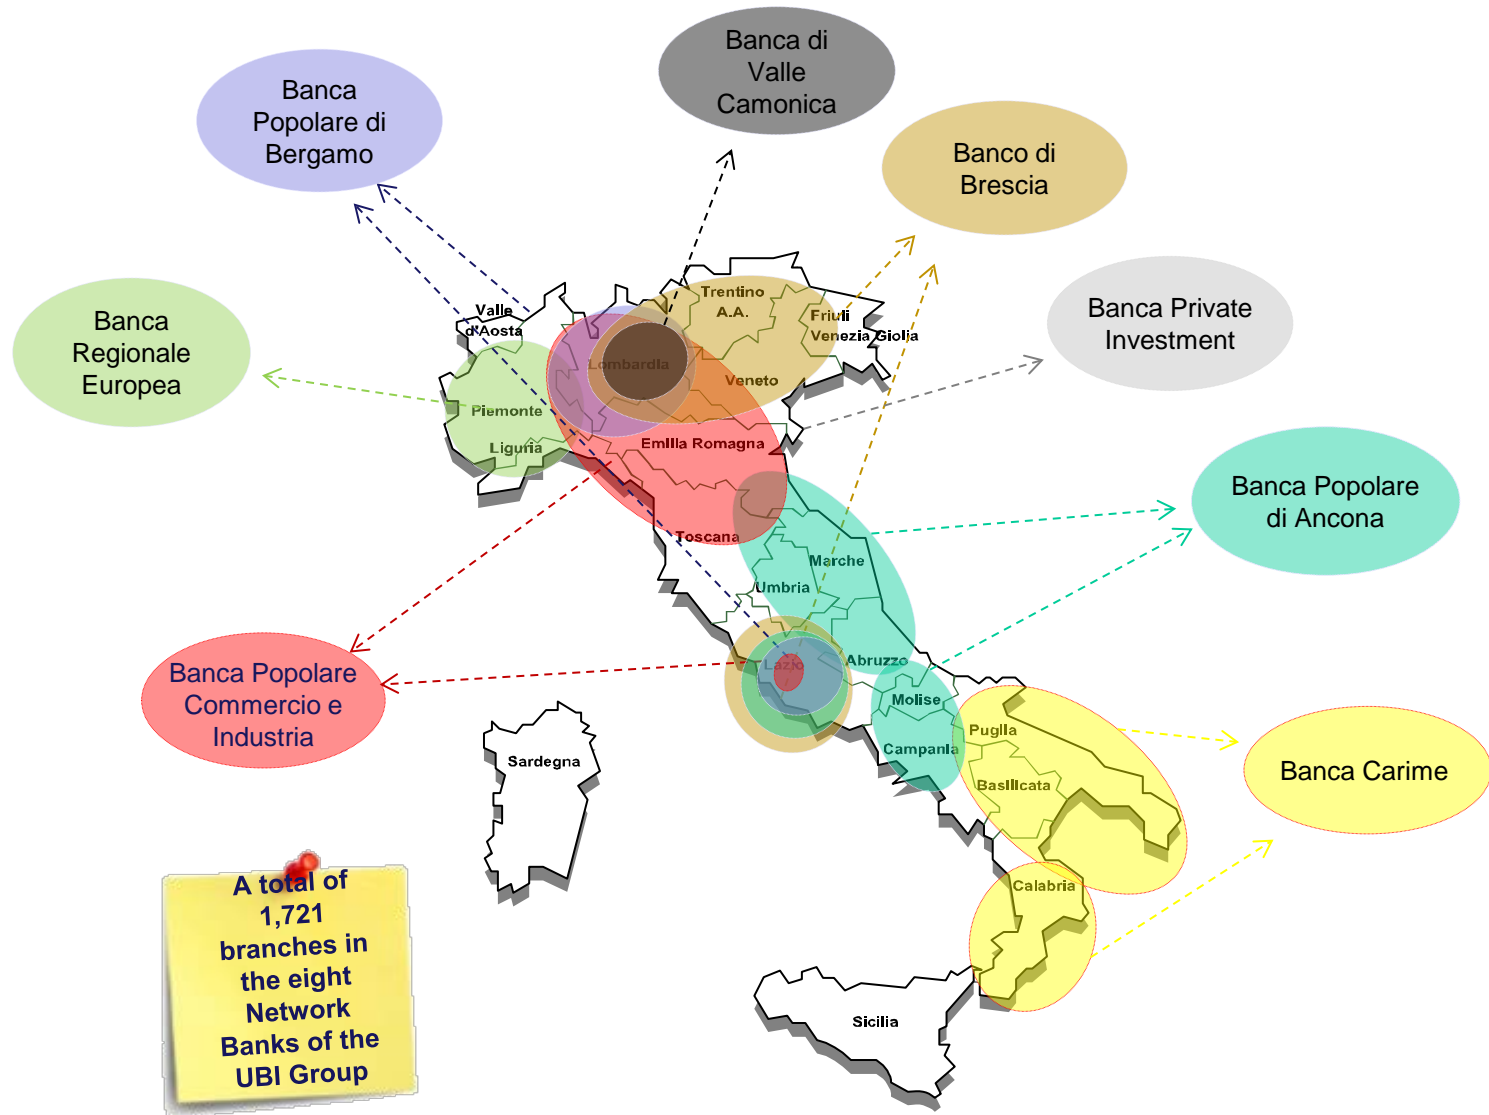 Banca di
Valle
Camonica
Banca
Popolare di
Bergamo
Banco di
Brescia
Banca
Regionale
Europea
Banca Private
Investment
Valle
d'Aosta
Trentino
A.A.
Friuli
Venezia Giolia
Lombardia
Veneto
Piemonte
Liguria
Emilia Romagna
Banca Popolare
di Ancona
Toscana
Marche
Umbria
Lazio
Abruzzo
Molise
Banca Popolare
Commercio e
Industria
Puglia
Campania
Sardegna
Basilicata
Banca Carime
Calabria
Sicilia
A total of
1,721
branches in
the eight
Network
Banks of the
UBI Group